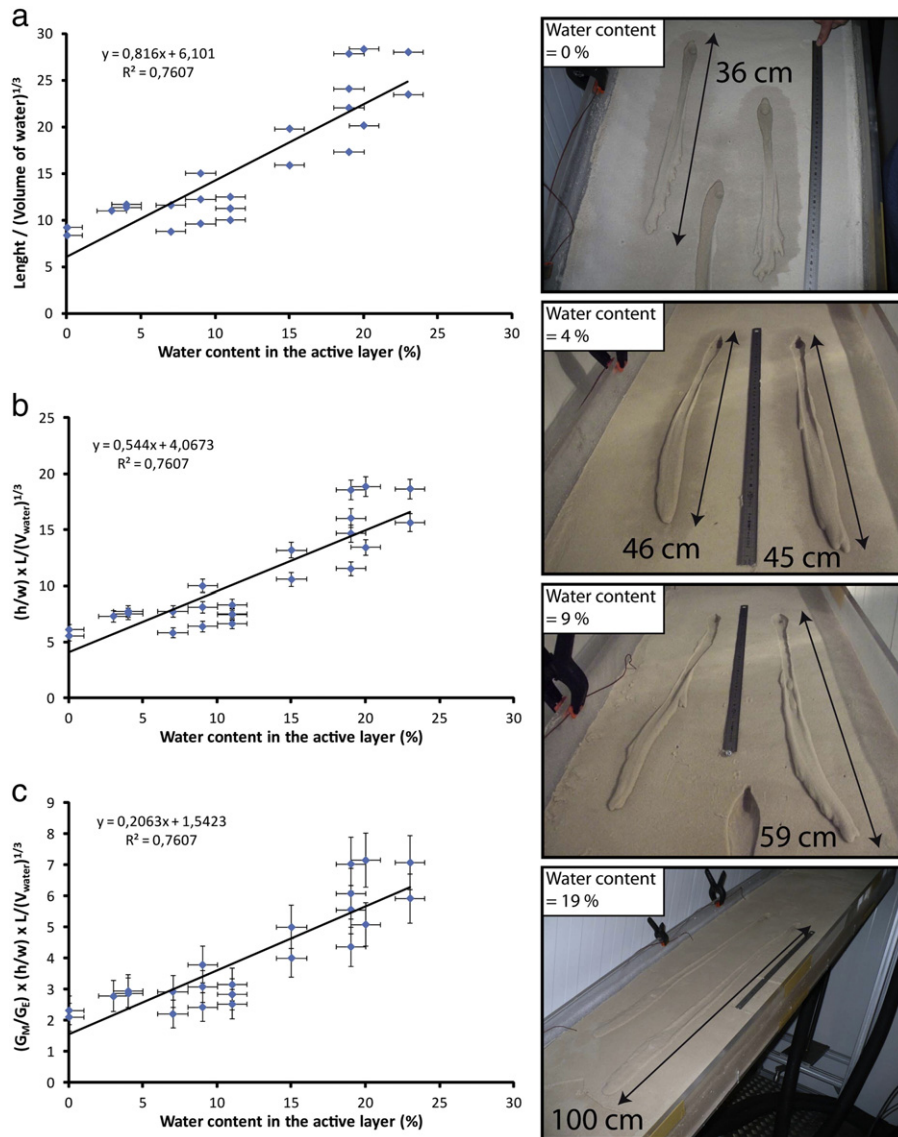 a
y = 0,816x + 6,101
R² = 0,7607
Lenght / (Volume of water)^1/3
30
25
20
15
10
5
0
0 5 10 15 20 25 30
Water content in the active layer (%)
b
y = 0,544x + 4,0673
R² = 0,7607
(h/w) x L/(V_water)^1/3
25
20
15
10
5
0
0 5 10 15 20 25 30
Water content in the active layer (%)
c
y = 0,2063x + 1,5423
R² = 0,7607
(G_M/G_E) x (h/w) x L/(V_water)^1/3
9
8
7
6
5
4
3
2
1
0
0 5 10 15 20 25 30
Water content in the active layer (%)
Water content
= 0 %
36 cm
Water content
= 4 %
46 cm
45 cm
Water content
= 9 %
59 cm
Water content
= 19 %
100 cm